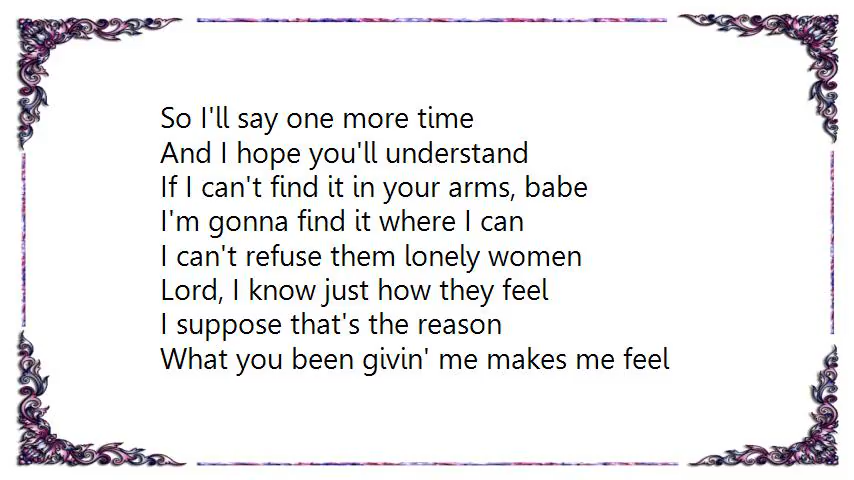 So I'll say one more time
And I hope you'll understand
If I can't find it in your arms, babe
I'm gonna find it where I can
I can't refuse them lonely women
Lord, I know just how they feel
I suppose that's the reason
What you been givin' me makes me feel